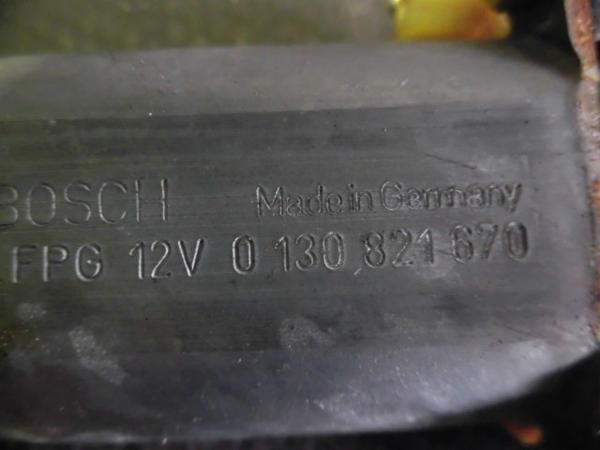 BOSCH Made in Germany
FPG 12V 0 130 821 670